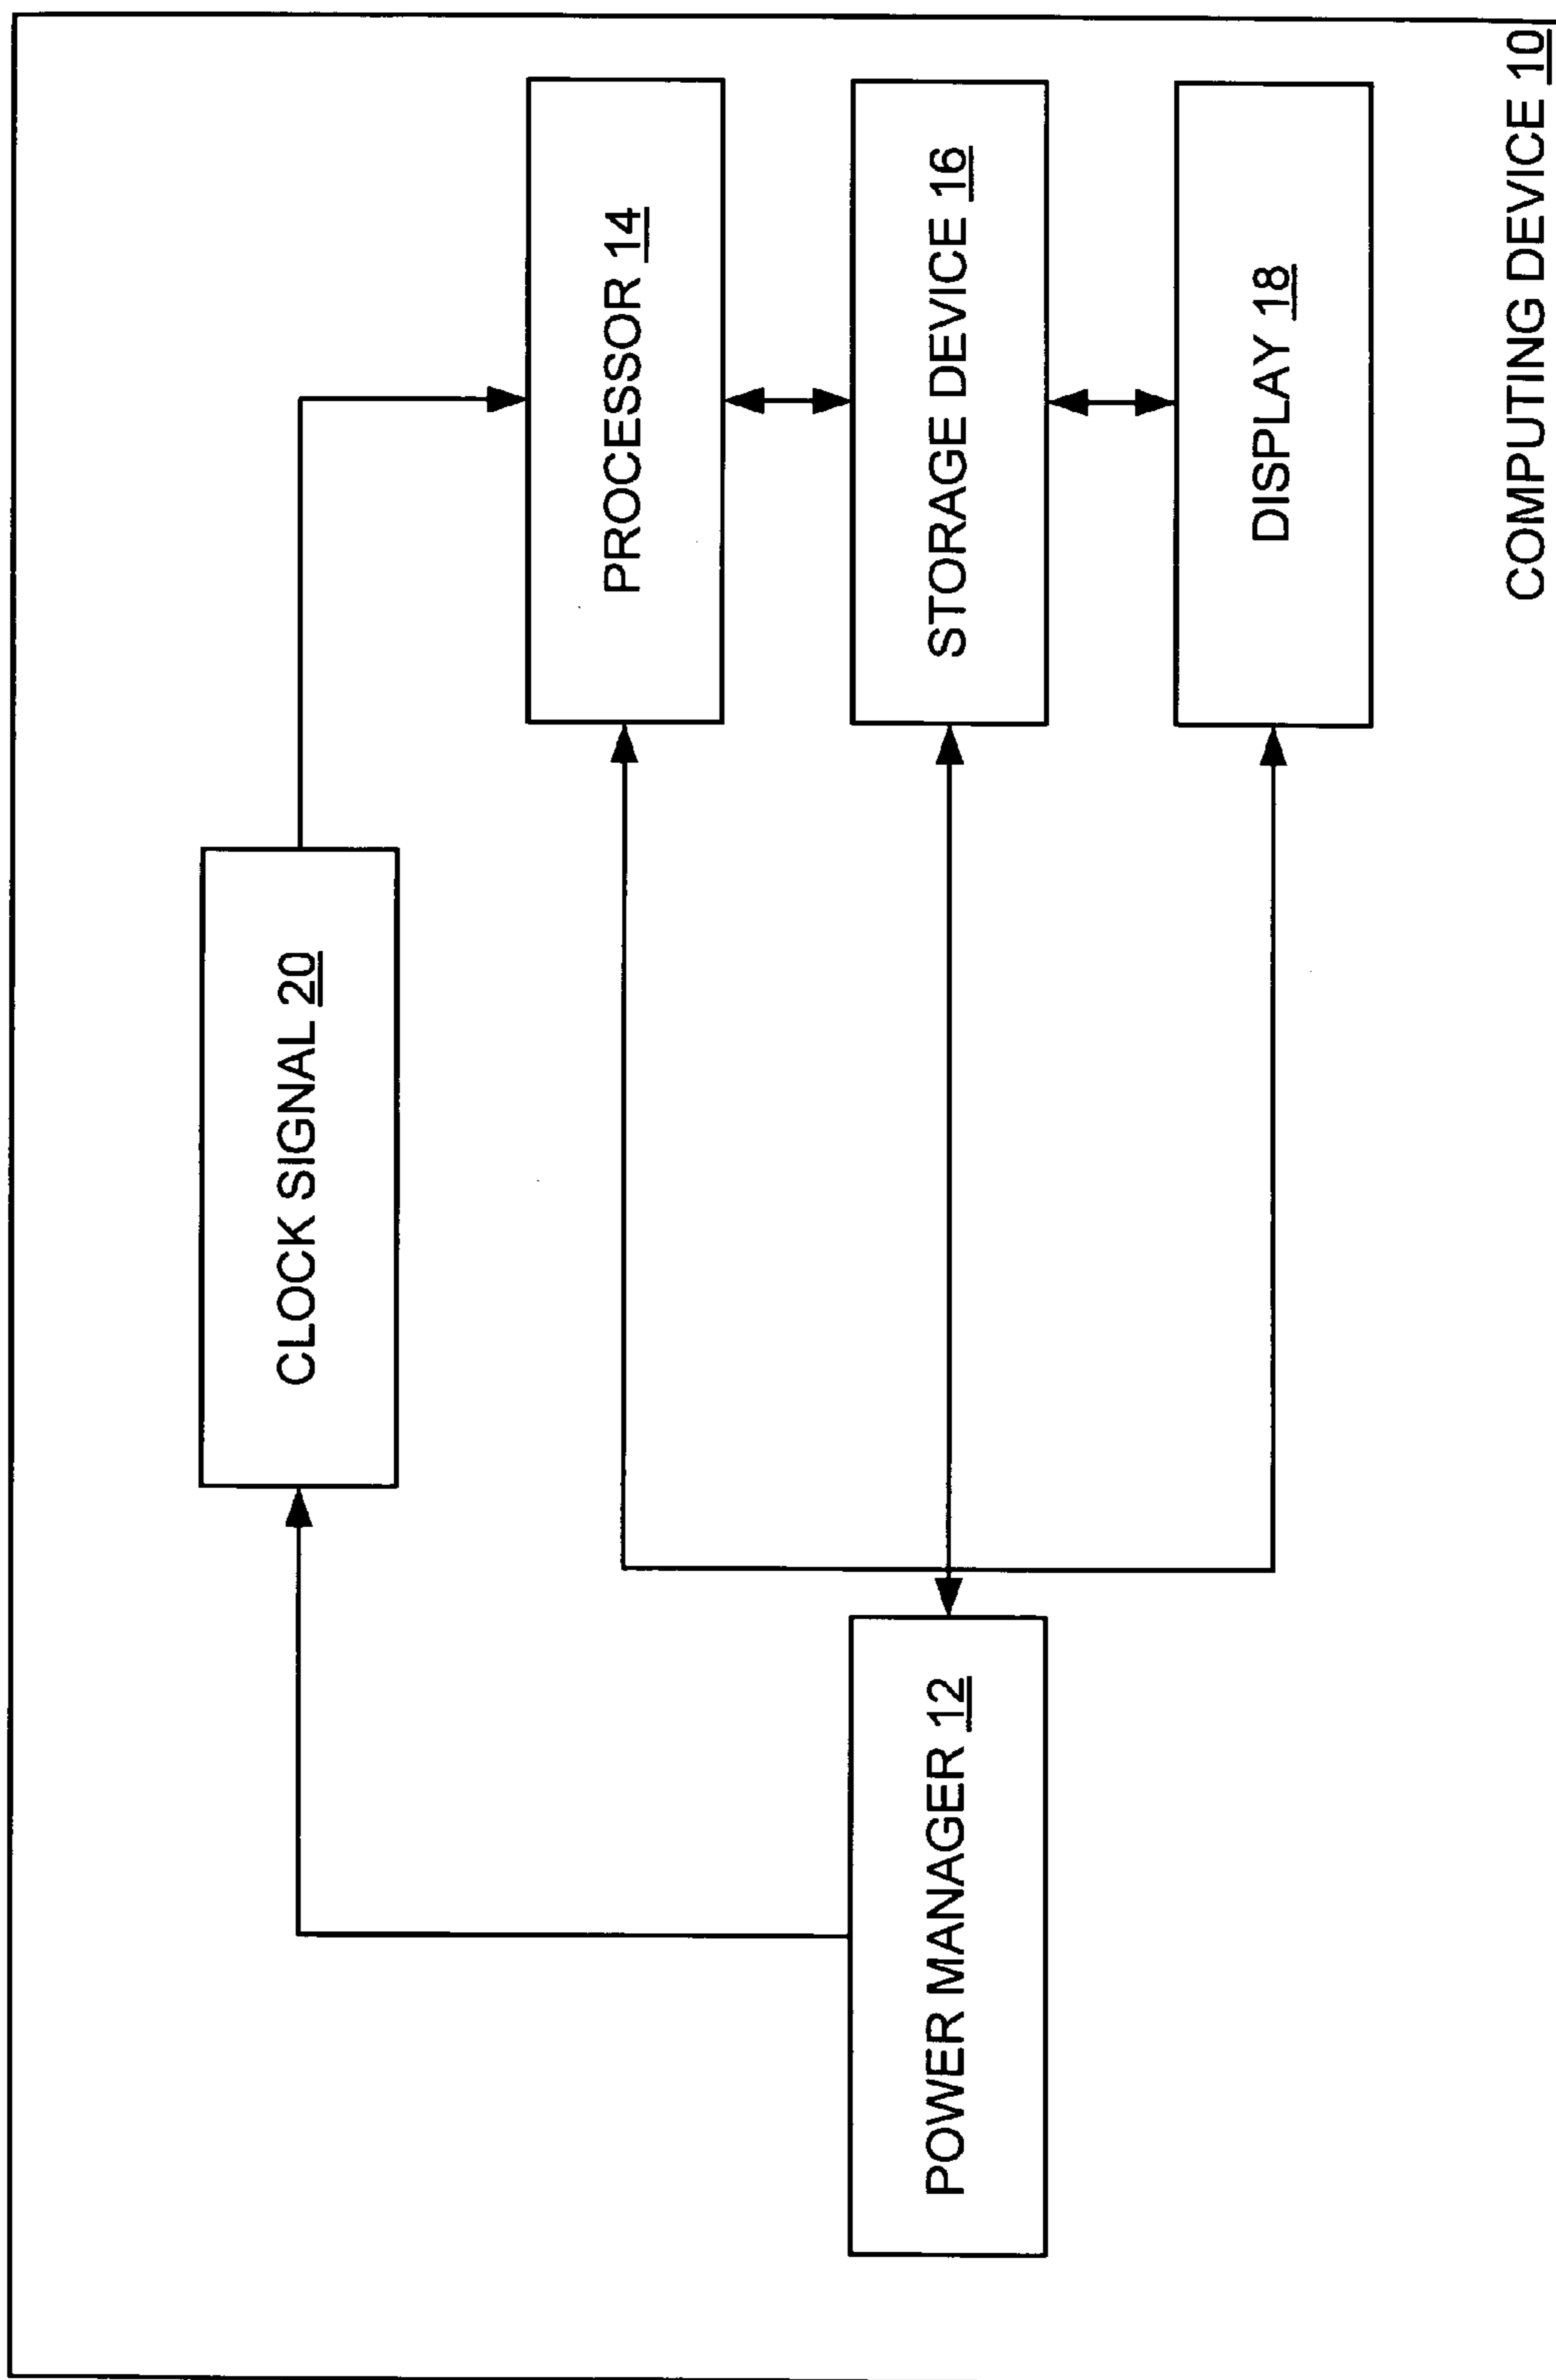 CLOCK SIGNAL 20
PROCESSOR 14
POWER MANAGER 12
STORAGE DEVICE 16
DISPLAY 18
COMPUTING DEVICE 10